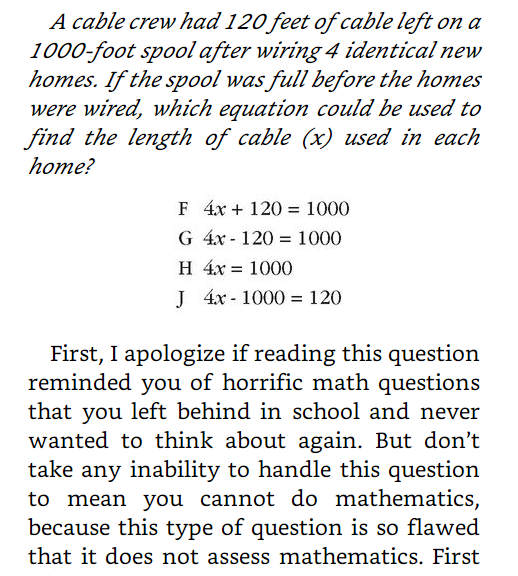 A cable crew had 120 feet of cable left on a
1000-foot spool after wiring 4 identical new
homes. If the spool was full before the homes
were wired, which equation could be used to
find the length of cable (x) used in each
home?
F 4x + 120 = 1000
G 4x - 120 = 1000
H 4x = 1000
J 4x - 1000 = 120
First, I apologize if reading this question
reminded you of horrific math questions
that you left behind in school and never
wanted to think about again. But don’t
take any inability to handle this question
to mean you cannot do mathematics,
because this type of question is so flawed
that it does not assess mathematics. First